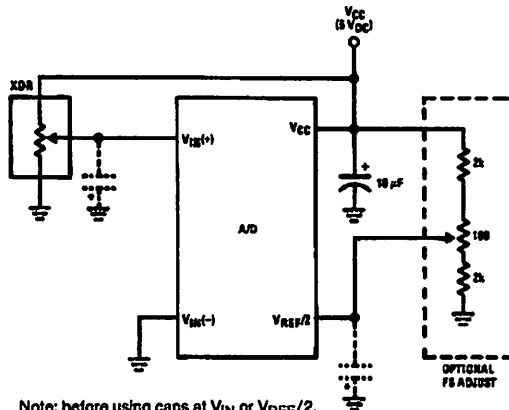 VCC
(5 VDC)
XDR
VIN(+)
VCC
+
10 µF
2k
A/D
100
2k
VIN(-)
VREF/2
+
+
OPTIONAL
FS ADJUST
Note: before using caps at VIN or VREF/2,